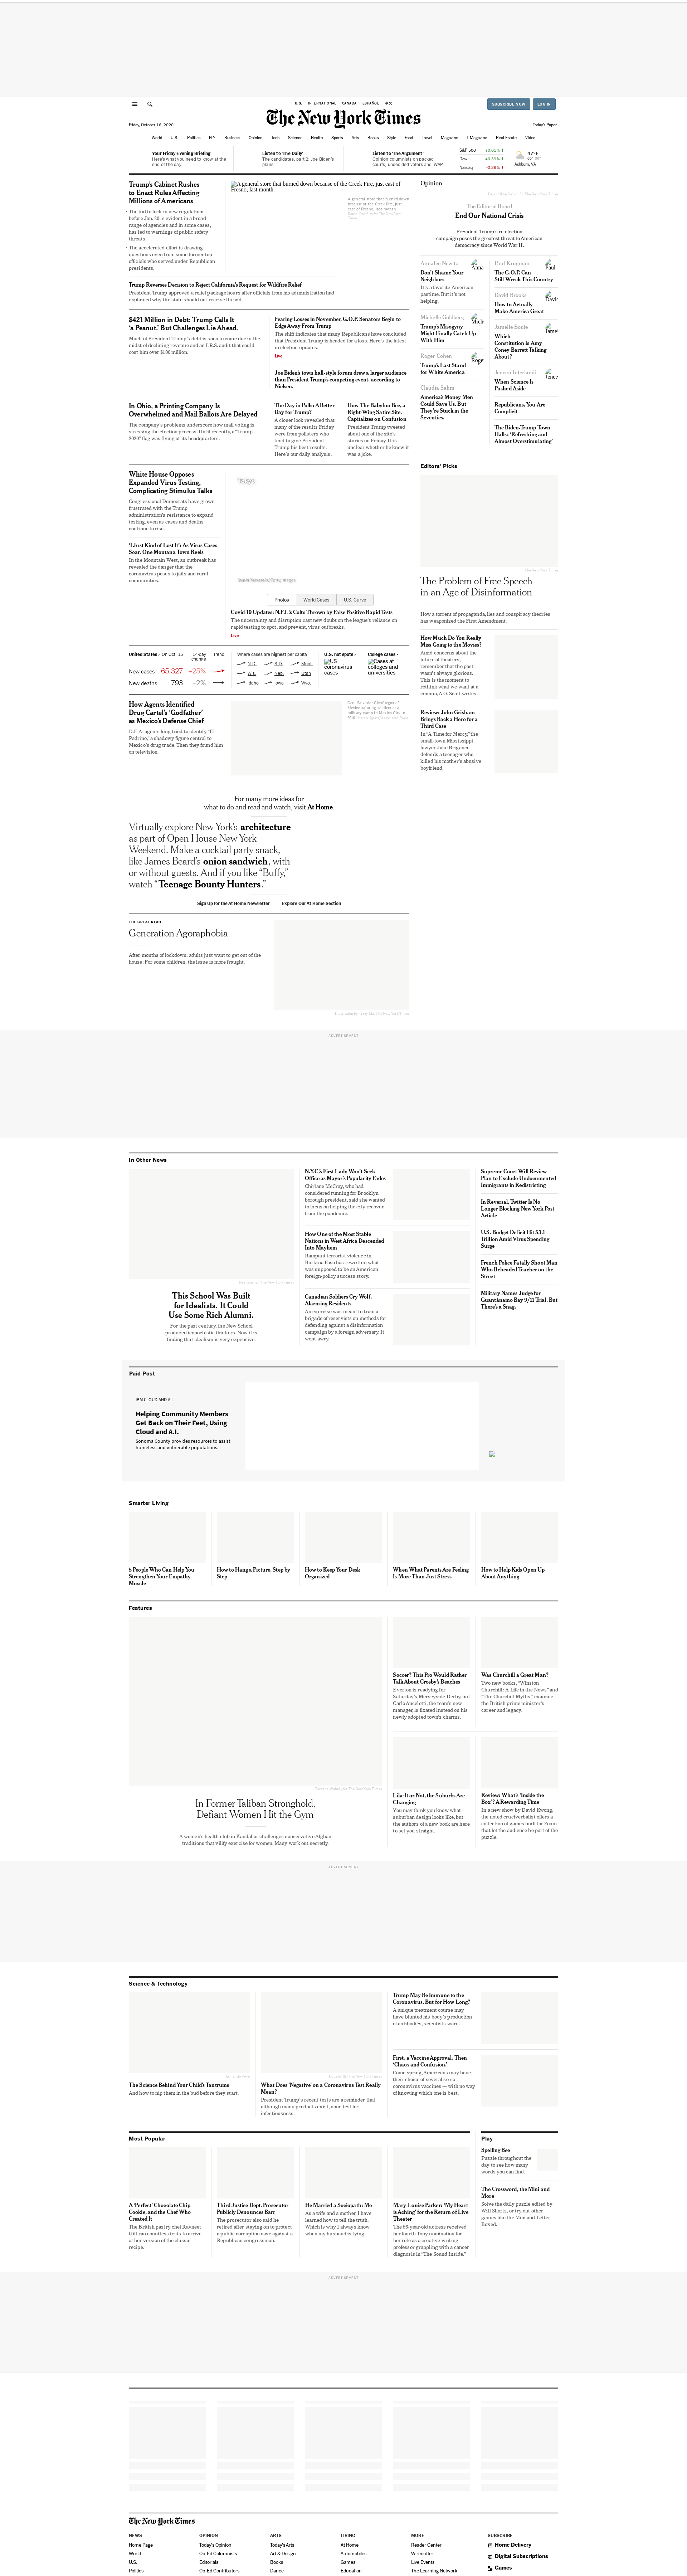 U.S.
INTERNATIONAL
CANADA
ESPAÑOL
中文
SUBSCRIBE NOW
LOG IN
The New York Times
Friday, October 16, 2020
Today's Paper
World
U.S.
Politics
N.Y.
Business
Opinion
Tech
Science
Health
Sports
Arts
Books
Style
Food
Travel
Magazine
T Magazine
Real Estate
Video
Your Friday Evening Briefing
Here's what you need to know at the
end of the day.
Listen to 'The Daily'
The candidates, part 2: Joe Biden's
plans.
Listen to 'The Argument'
Opinion columnists on packed
courts, undecided voters and "WAP."
S&P 500
Dow
Nasdaq
47°F
Ashburn, VA
Trump's Cabinet Rushes
to Enact Rules Affecting
Millions of Americans
• The bid to lock in new regulations
before Jan. 20 is evident in a broad
range of agencies and in some cases,
has led to warnings of public safety
threats.
• The accelerated effort is drawing
questions even from some former top
officials who served under Republican
presidents.
A general store that burned down because of the Creek Fire, just east of
Fresno, last month.
A general store that burned down
because of the Creek Fire, just
east of Fresno, last month.
Trump Reverses Decision to Reject California's Request for Wildfire Relief
President Trump approved a relief package hours after officials from his administration had
explained why the state should not receive the aid.
$421 Million in Debt: Trump Calls It
'a Peanut,' But Challenges Lie Ahead.
Much of President Trump's debt is soon to come due in the
midst of declining revenue and an I.R.S. audit that could
cost him over $100 million.
Fearing Losses in November, G.O.P. Senators Begin to
Edge Away From Trump
The shift indicates that many Republicans have concluded
that President Trump is headed for a loss. Here's the latest
in election updates.
Live
Joe Biden's town hall-style forum drew a larger audience
than President Trump's competing event, according to
Nielsen.
In Ohio, a Printing Company Is
Overwhelmed and Mail Ballots Are Delayed
The company's problems underscore how mail voting is
stressing the election process. Until recently, a "Trump
2020" flag was flying at its headquarters.
The Day in Polls: A Better
Day for Trump?
A closer look revealed that
many of the results Friday
were from pollsters who
tend to give President
Trump his best results.
Here's our daily analysis.
How The Babylon Bee, a
Right-Wing Satire Site,
Capitalizes on Confusion
President Trump tweeted
about one of the site's
stories on Friday. It is
unclear whether he knew it
was a joke.
White House Opposes
Expanded Virus Testing,
Complicating Stimulus Talks
Congressional Democrats have grown
frustrated with the Trump
administration's resistance to expand
testing, even as cases and deaths
continue to rise.
'I Just Kind of Lost It': As Virus Cases
Soar, One Montana Town Reels
In the Mountain West, an outbreak has
revealed the danger that the
coronavirus poses to jails and rural
communities.
Tokyo
Photos
World Cases
U.S. Curve
Covid-19 Updates: N.F.L.'s Colts Thrown by False Positive Rapid Tests
The uncertainty and disruptions cast new doubt on the league's reliance on
rapid testing to spot, and prevent, virus outbreaks.
Live
United States ›
On Oct. 15
14-day
change
Trend
New cases
65,327
+25%
New deaths
793
–2%
Where cases are highest per capita
N.D.
S.D.
Mont.
Wis.
Neb.
Utah
Idaho
Iowa
Wyo.
U.S. hot spots ›
US
coronavirus
cases
College cases ›
Cases at
colleges and
universities
How Agents Identified
Drug Cartel's 'Godfather'
as Mexico's Defense Chief
D.E.A. agents long tried to identify "El
Padrino," a shadowy figure central to
Mexico's drug trade. Then they found him
on television.
For many more ideas for
what to do and read and watch, visit At Home.
Virtually explore New York's architecture
as part of Open House New York
Weekend. Make a cocktail party snack,
like James Beard's onion sandwich, with
or without guests. And if you like "Buffy,"
watch "Teenage Bounty Hunters."
Sign Up for the At Home Newsletter
Explore Our At Home Section
THE GREAT READ
Generation Agoraphobia
After months of lockdown, adults just want to get out of the
house. For some children, the issue is more fraught.
Opinion
The Editorial Board
End Our National Crisis
President Trump's re-election
campaign poses the greatest threat to American
democracy since World War II.
Annalee Newitz
Don't Shame Your
Neighbors
It's a favorite American
pastime. But it's not
helping.
Michelle Goldberg
Trump's Misogyny
Might Finally Catch Up
With Him
Roger Cohen
Trump's Last Stand
for White America
Claudia Sahm
America's Money Men
Could Save Us. But
They're Stuck in the
Seventies.
Paul Krugman
The G.O.P. Can
Still Wreck This Country
David Brooks
How to Actually
Make America Great
Jamelle Bouie
Which
Constitution Is Amy
Coney Barrett Talking
About?
Jeneen Interlandi
When Science Is
Pushed Aside
Republicans, You Are
Complicit
The Biden-Trump Town
Halls: 'Refreshing and
Almost Overstimulating'
Editors' Picks
The Problem of Free Speech
in an Age of Disinformation
How a torrent of propaganda, lies and conspiracy theories
has weaponized the First Amendment.
How Much Do You Really
Miss Going to the Movies?
Amid concerns about the
future of theaters,
remember that the past
wasn't always glorious.
This is the moment to
rethink what we want at a
cinema, A.O. Scott writes.
Review: John Grisham
Brings Back a Hero for a
Third Case
In "A Time for Mercy," the
small-town Mississippi
lawyer Jake Brigance
defends a teenager who
killed his mother's abusive
boyfriend.
ADVERTISEMENT
In Other News
This School Was Built
for Idealists. It Could
Use Some Rich Alumni.
For the past century, the New School
produced iconoclastic thinkers. Now it is
finding that idealism is very expensive.
N.Y.C.'s First Lady Won't Seek
Office as Mayor's Popularity Fades
Chirlane McCray, who had
considered running for Brooklyn
borough president, said she wanted
to focus on helping the city recover
from the pandemic.
How One of the Most Stable
Nations in West Africa Descended
Into Mayhem
Rampant terrorist violence in
Burkina Faso has rewritten what
was supposed to be an American
foreign policy success story.
Canadian Soldiers Cry Wolf,
Alarming Residents
An exercise was meant to train a
brigade of reservists on methods for
defending against a disinformation
campaign by a foreign adversary. It
went awry.
Supreme Court Will Review
Plan to Exclude Undocumented
Immigrants in Redistricting
In Reversal, Twitter Is No
Longer Blocking New York Post
Article
U.S. Budget Deficit Hit $3.1
Trillion Amid Virus Spending
Surge
French Police Fatally Shoot Man
Who Beheaded Teacher on the
Street
Military Names Judge for
Guantánamo Bay 9/11 Trial. But
There's a Snag.
Paid Post
IBM CLOUD AND A.I.
Helping Community Members
Get Back on Their Feet, Using
Cloud and A.I.
Sonoma County provides resources to assist
homeless and vulnerable populations.
Smarter Living
5 People Who Can Help You
Strengthen Your Empathy
Muscle
How to Hang a Picture, Step by
Step
How to Keep Your Desk
Organized
When What Parents Are Feeling
Is More Than Just Stress
How to Help Kids Open Up
About Anything
Features
In Former Taliban Stronghold,
Defiant Women Hit the Gym
A women's health club in Kandahar challenges conservative Afghan
traditions that vilify exercise for women. Many work out secretly.
Soccer? This Pro Would Rather
Talk About Crosby's Beaches
Everton is readying for
Saturday's Merseyside Derby, but
Carlo Ancelotti, the team's new
manager, is fixated instead on his
newly adopted town's charms.
Was Churchill a Great Man?
Two new books, "Winston
Churchill: A Life in the News" and
"The Churchill Myths," examine
the British prime minister's
career and legacy.
Like It or Not, the Suburbs Are
Changing
You may think you know what
suburban design looks like, but
the authors of a new book are here
to set you straight.
Review: What's 'Inside the
Box'? A Rewarding Time
In a new show by David Kwong,
the noted cruciverbalist offers a
collection of games built for Zoom
that let the audience be part of the
puzzle.
ADVERTISEMENT
Science & Technology
The Science Behind Your Child's Tantrums
And how to nip them in the bud before they start.
What Does 'Negative' on a Coronavirus Test Really
Mean?
President Trump's recent tests are a reminder that
although many products exist, none test for
infectiousness.
Trump May Be Immune to the
Coronavirus. But for How Long?
A unique treatment course may
have blunted his body's production
of antibodies, scientists warn.
First, a Vaccine Approval. Then
'Chaos and Confusion.'
Come spring, Americans may have
their choice of several so-so
coronavirus vaccines — with no way
of knowing which one is best.
Most Popular
A 'Perfect' Chocolate Chip
Cookie, and the Chef Who
Created It
The British pastry chef Ravneet
Gill ran countless tests to arrive
at her version of the classic
recipe.
Third Justice Dept. Prosecutor
Publicly Denounces Barr
The prosecutor also said he
retired after staying on to protect
a public corruption case against a
Republican congressman.
He Married a Sociopath: Me
As a wife and a mother, I have
learned how to tell the truth.
Which is why I always know
when my husband is lying.
Mary-Louise Parker: 'My Heart
is Aching' for the Return of Live
Theater
The 56-year-old actress received
her fourth Tony nomination for
her role as a creative-writing
professor grappling with a cancer
diagnosis in "The Sound Inside."
Play
Spelling Bee
Puzzle throughout the
day to see how many
words you can find.
The Crossword, the Mini and
More
Solve the daily puzzle edited by
Will Shortz, or try out other
games like the Mini and Letter
Boxed.
ADVERTISEMENT
The New York Times
NEWS
Home Page
World
U.S.
Politics
OPINION
Today's Opinion
Op-Ed Columnists
Editorials
Op-Ed Contributors
ARTS
Today's Arts
Art & Design
Books
Dance
LIVING
At Home
Automobiles
Games
Education
MORE
Reader Center
Wirecutter
Live Events
The Learning Network
SUBSCRIBE
Home Delivery
Digital Subscriptions
Games